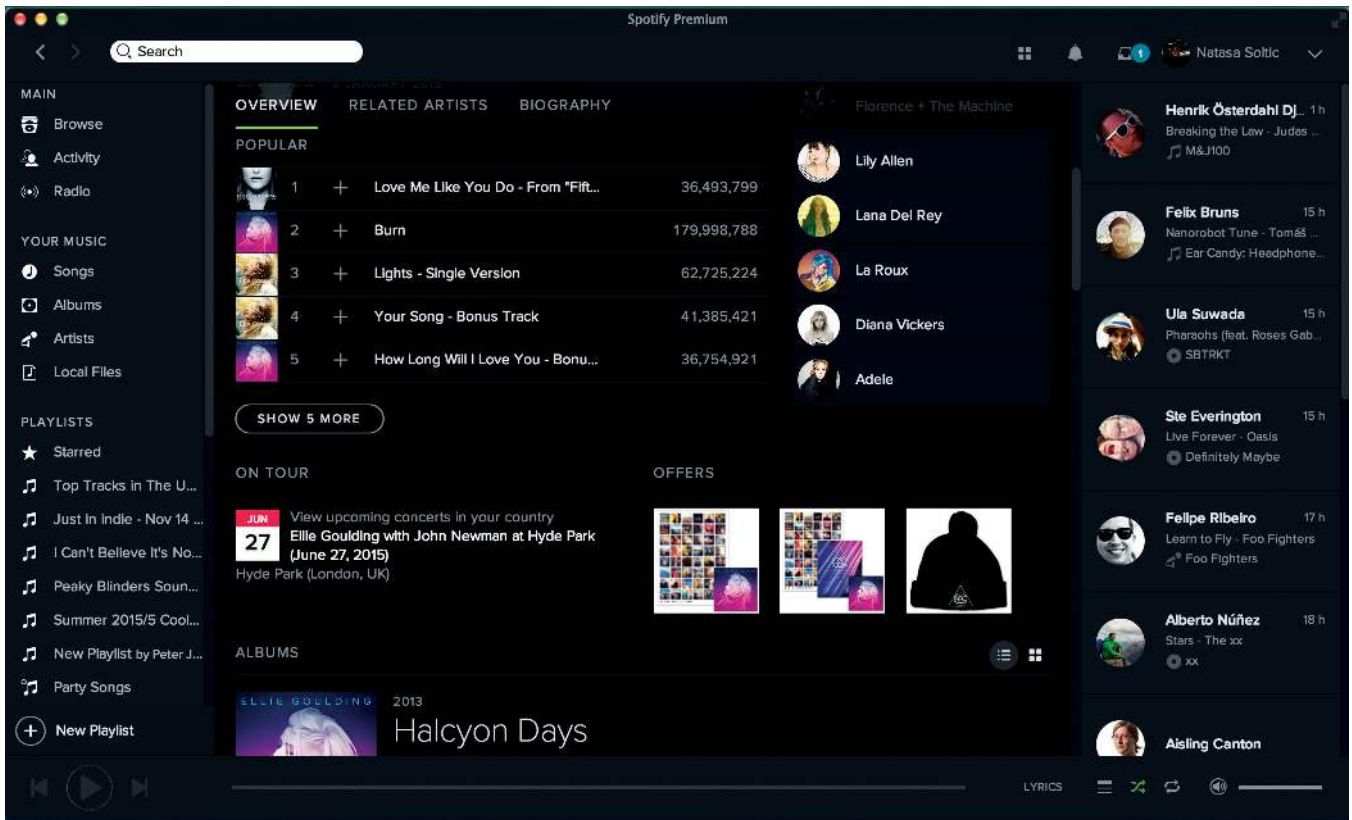 Spotify Premium
Search
1
Natasa Soltic
MAIN
Browse
Activity
Radio
YOUR MUSIC
Songs
Albums
Artists
Local Files
PLAYLISTS
Starred
Top Tracks in The U...
Just in Indie - Nov 14 ...
I Can't Believe It's No...
Peaky Blinders Soun...
Summer 2015/5 Cool...
New Playlist by Peter J...
Party Songs
New Playlist
OVERVIEW RELATED ARTISTS BIOGRAPHY
POPULAR
1 Love Me Like You Do - From "Fift... 36,493,799
2 Burn 179,998,788
3 Lights - Single Version 62,725,224
4 Your Song - Bonus Track 41,385,421
5 How Long Will I Love You - Bonu... 36,754,921
SHOW 5 MORE
Florence + The Machine
Lily Allen
Lana Del Rey
La Roux
Diana Vickers
Adele
ON TOUR
JUN
27
View upcoming concerts in your country
Ellie Goulding with John Newman at Hyde Park
(June 27, 2015)
Hyde Park (London, UK)
OFFERS
ALBUMS
ELLIE GOULDING
2013
Halcyon Days
Henrik Österdahl Dj... 1 h
Breaking the Law - Judas ...
M&J100
Felix Bruns 15 h
Nanorobot Tune - Tomáš ...
Ear Candy: Headphone...
Ula Suwada 15 h
Pharaohs (feat. Roses Gab...
SBTRKT
Ste Everington 15 h
Live Forever - Oasis
Definitely Maybe
Felipe Ribeiro 17 h
Learn to Fly - Foo Fighters
Foo Fighters
Alberto Núñez 18 h
Stars - The xx
xx
Aisling Canton
LYRICS